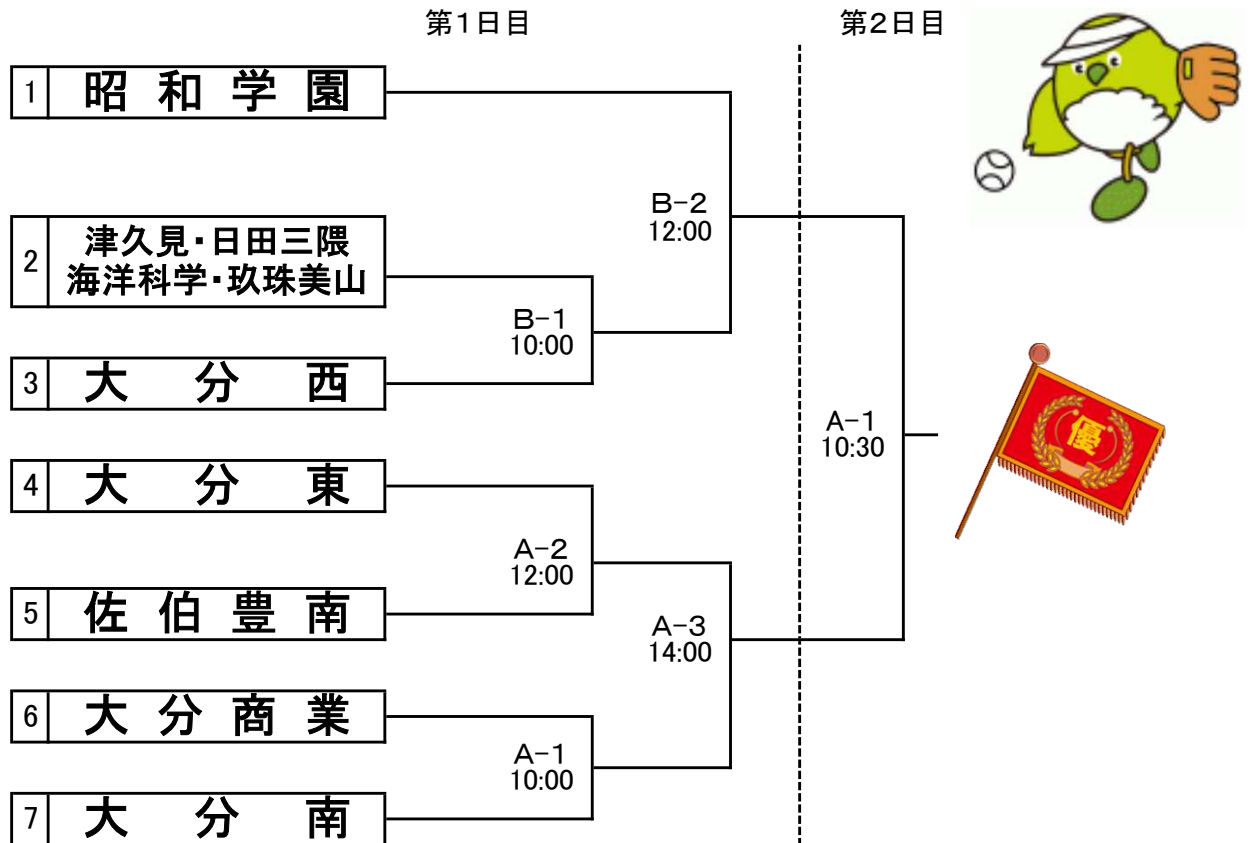 第1日目
第2日目
1 昭和学園
B-2
12:00
2 津久見・日田三隈
海洋科学・玖珠美山
B-1
10:00
3 大分西
A-1
10:30
優
4 大分東
A-2
12:00
5 佐伯豊南
A-3
14:00
6 大分商業
A-1
10:00
7 大分南